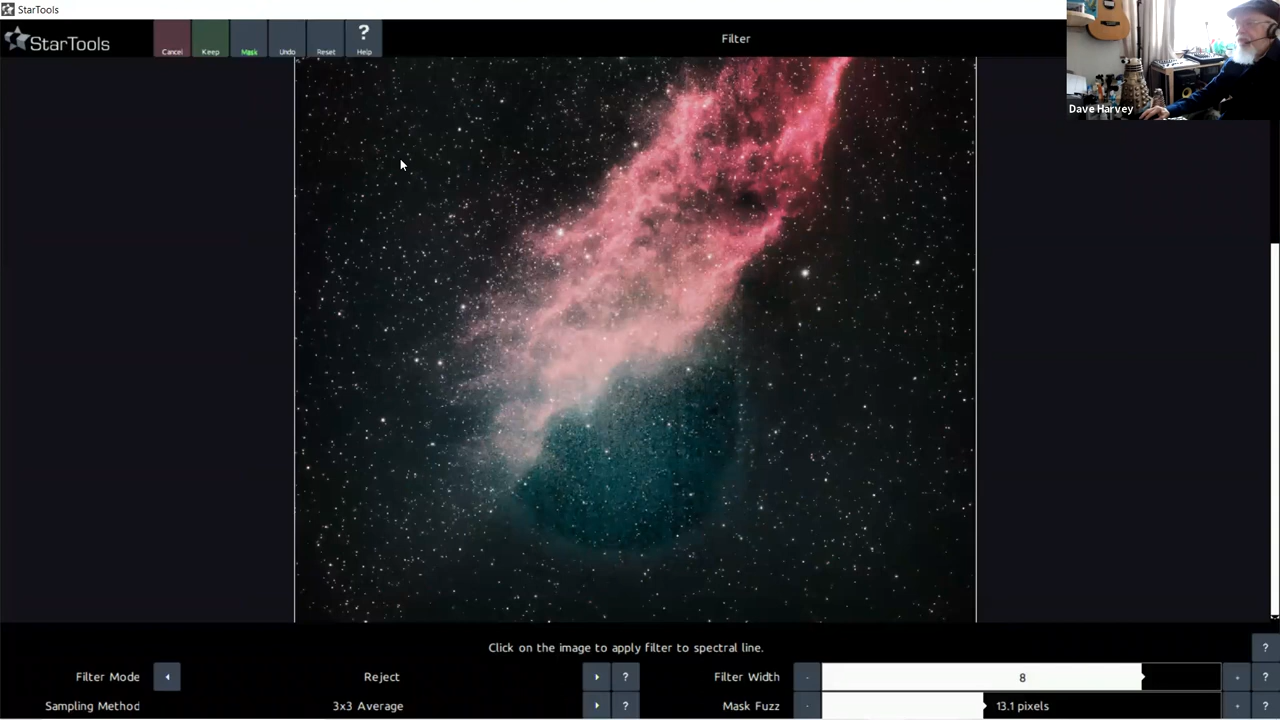 StarTools
StarTools
Cancel
Keep
Mask
Undo
Reset
?
Help
Filter
Dave Harvey
Click on the image to apply filter to spectral line.
?
Filter Mode
Reject
?
Filter Width
-
8
+
?
Sampling Method
3x3 Average
?
Mask Fuzz
-
13.1 pixels
+
?